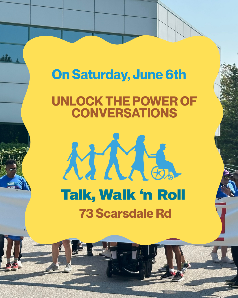 On Saturday, June 6th
UNLOCK THE POWER OF
CONVERSATIONS
Talk, Walk 'n Roll
73 Scarsdale Rd